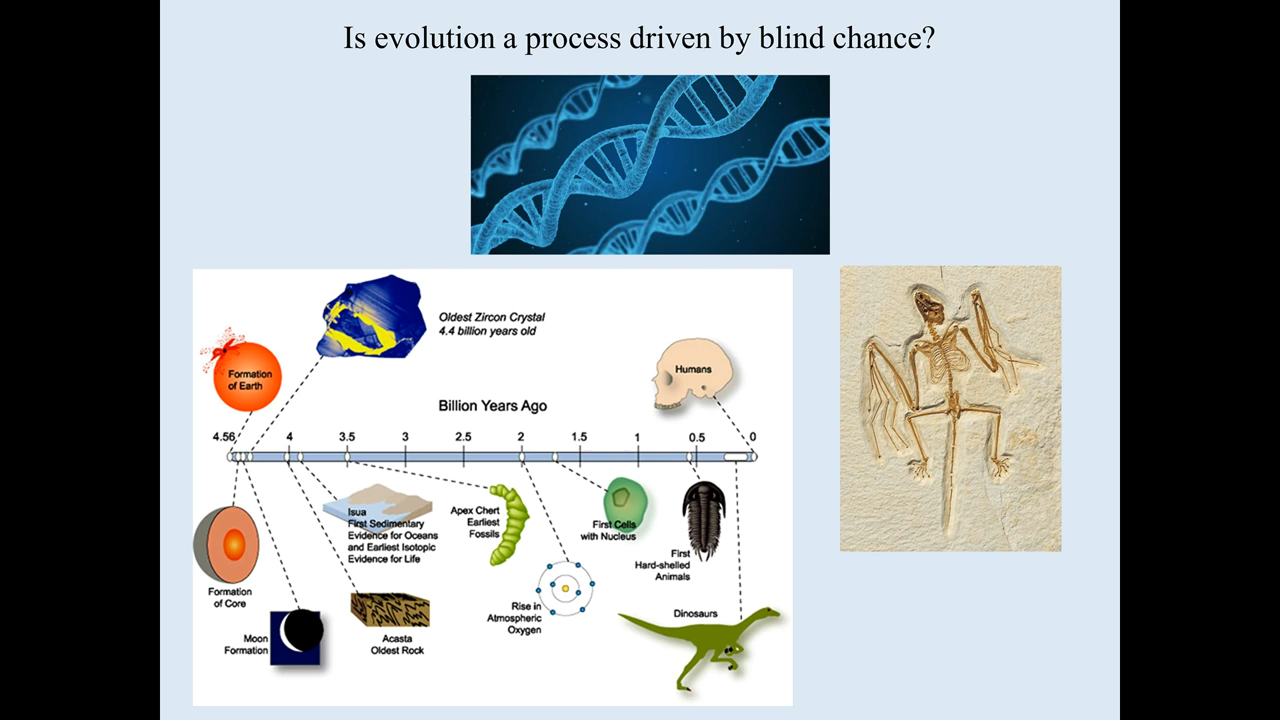 Is evolution a process driven by blind chance?
Oldest Zircon Crystal
4.4 billion years old
Formation
of Earth
Humans
Billion Years Ago
4.56 4 3.5 3 2.5 2 1.5 1 0.5 0
Isua
First Sedimentary
Evidence for Oceans
and Earliest Isotopic
Evidence for Life
Apex Chert
Earliest
Fossils
First Cells
with Nucleus
First
Hard-shelled
Animals
Formation
of Core
Moon
Formation
Acasta
Oldest Rock
Rise in
Atmospheric
Oxygen
Dinosaurs